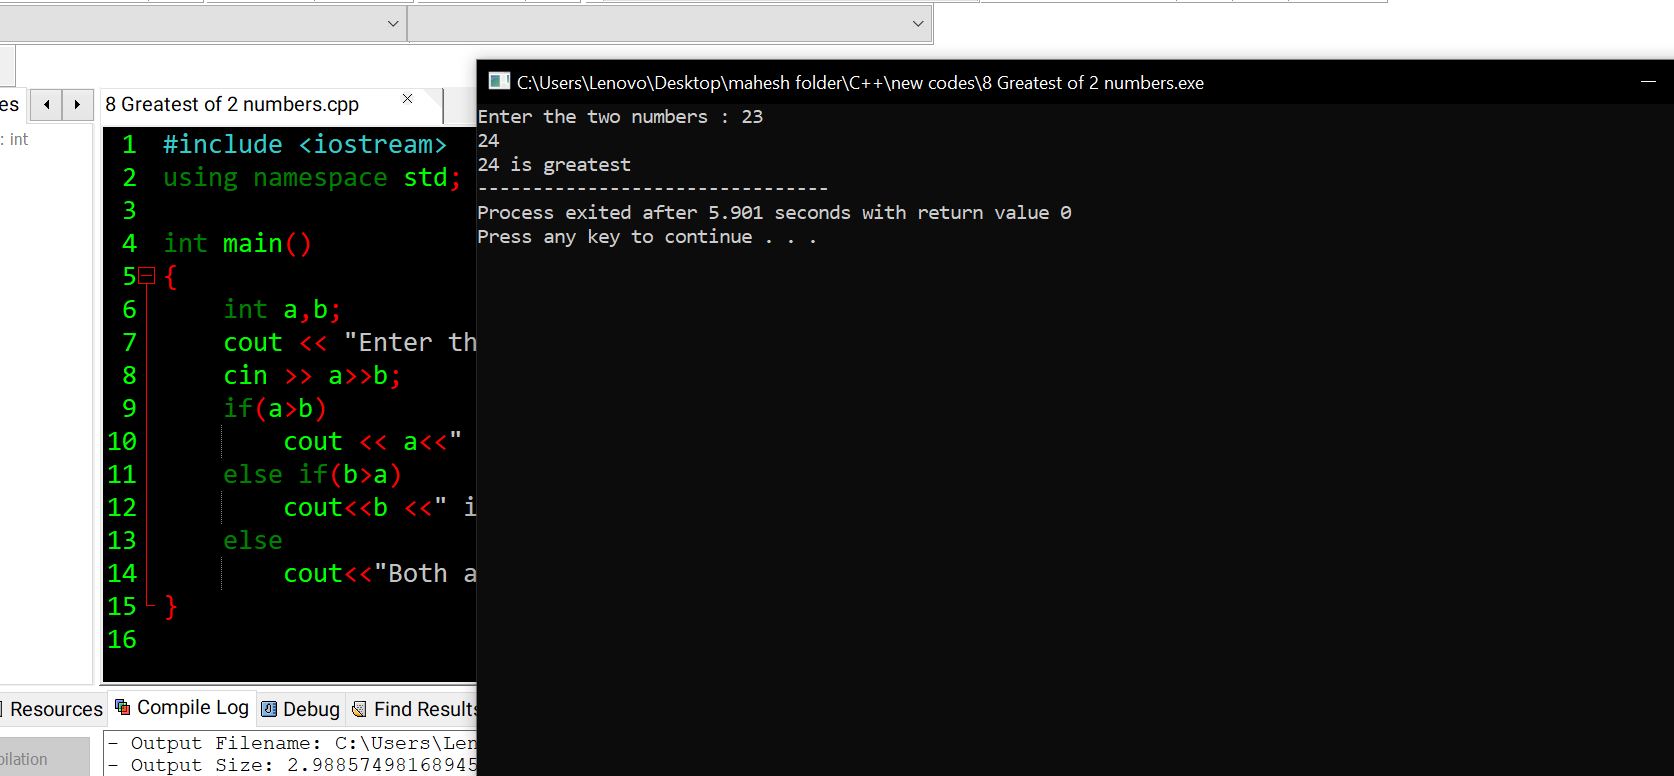 es
8 Greatest of 2 numbers.cpp
: int
1 #include <iostream>
2 using namespace std;
3
4 int main()
5 {
6 int a,b;
7 cout << "Enter th
8 cin >> a>>b;
9 if(a>b)
10 cout << a<<"
11 else if(b>a)
12 cout<<b <<" i
13 else
14 cout<<"Both a
15 }
16
C:\Users\Lenovo\Desktop\mahesh folder\C++\new codes\8 Greatest of 2 numbers.exe
Enter the two numbers : 23
24
24 is greatest
--------------------------------
Process exited after 5.901 seconds with return value 0
Press any key to continue . . .
Resources Compile Log Debug Find Results
pilation
- Output Filename: C:\Users\Len
- Output Size: 2.98857498168945